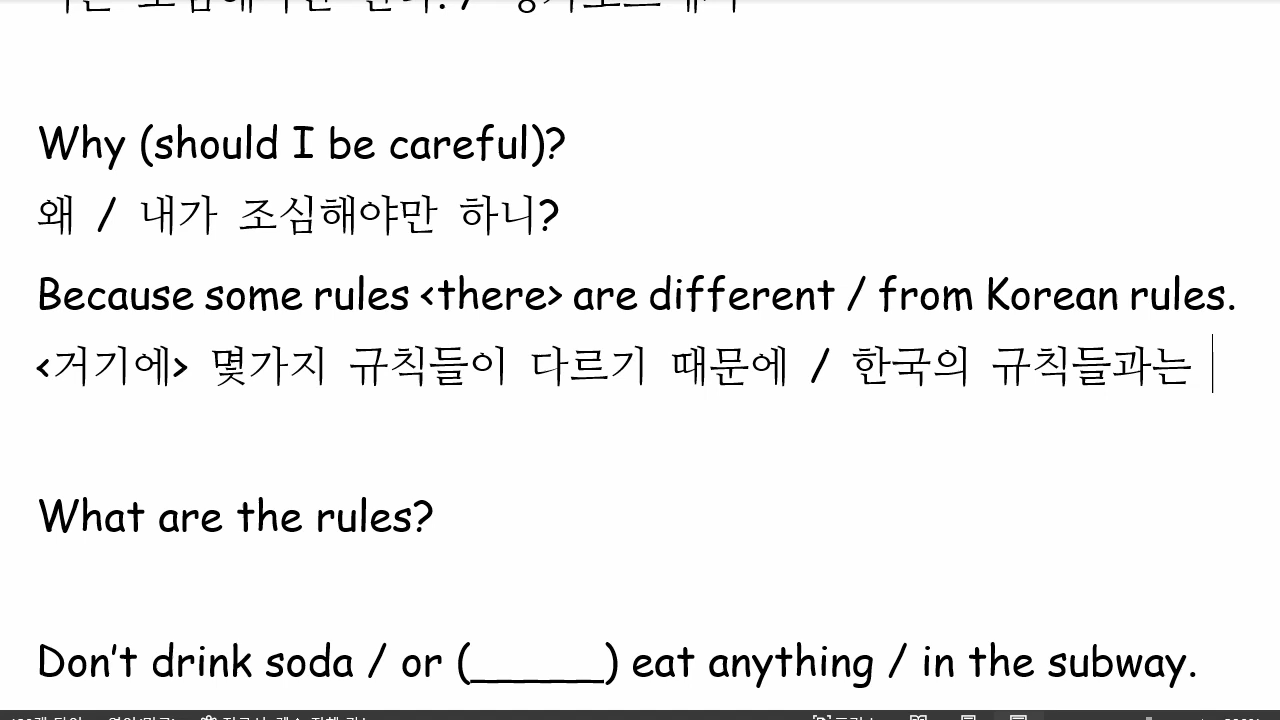 Why (should I be careful)?
왜 / 내가 조심해야만 하니?
Because some rules <there> are different / from Korean rules.
<거기에> 몇가지 규칙들이 다르기 때문에 / 한국의 규칙들과는
What are the rules?
Don't drink soda / or (______) eat anything / in the subway.